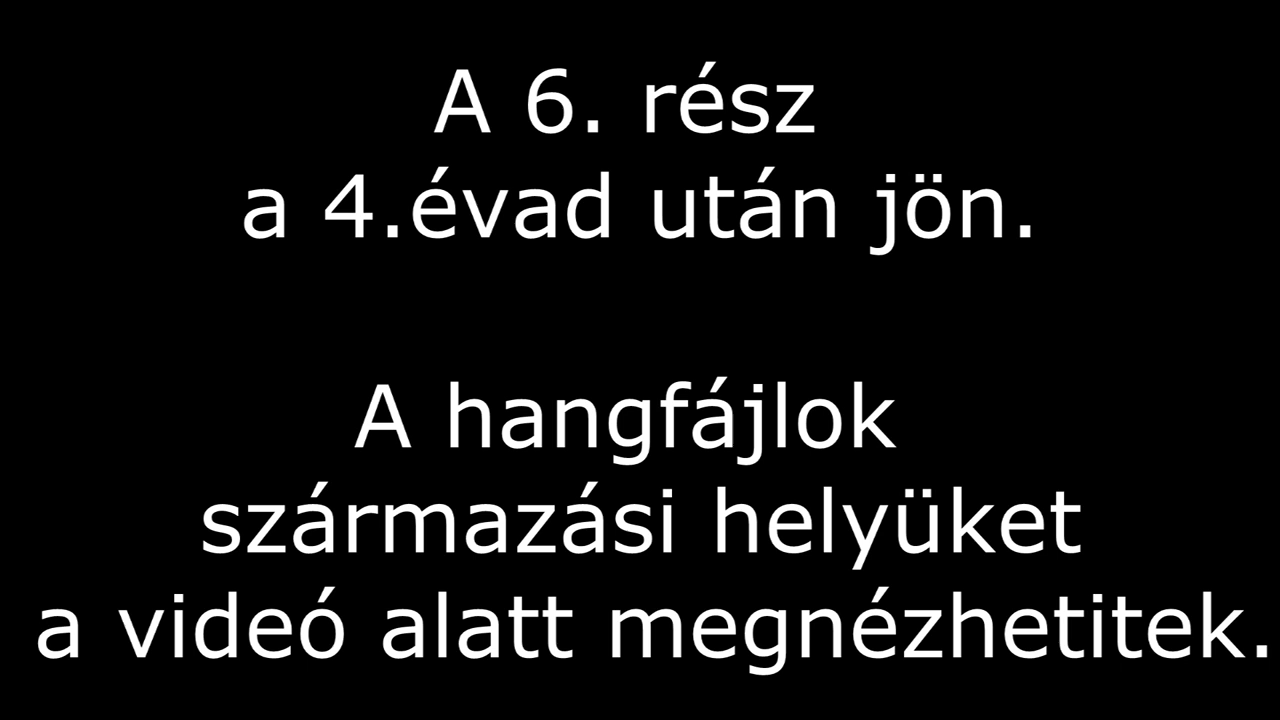 A 6. rész
a 4.évad után jön.
A hangfájlok
származási helyüket
a videó alatt megnézhetitek.